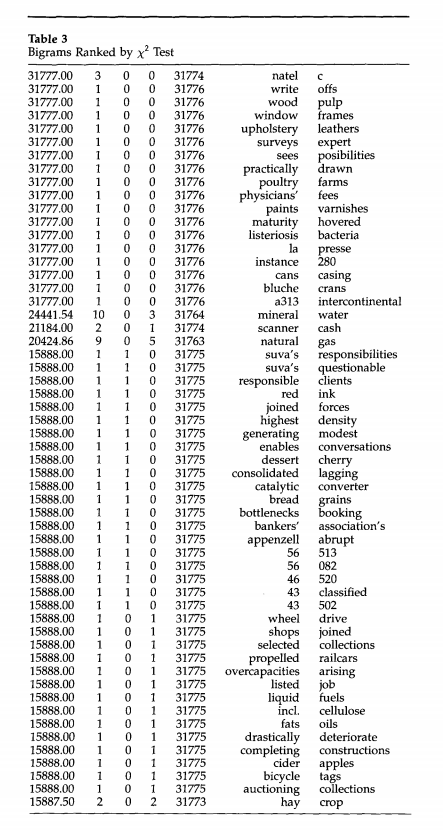 Table 3
Bigrams Ranked by χ² Test
31777.00 3 0 0 31774 natel c
31777.00 1 0 0 31776 write offs
31777.00 1 0 0 31776 wood pulp
31777.00 1 0 0 31776 window frames
31777.00 1 0 0 31776 upholstery leathers
31777.00 1 0 0 31776 surveys expert
31777.00 1 0 0 31776 sees posibilities
31777.00 1 0 0 31776 practically drawn
31777.00 1 0 0 31776 poultry farms
31777.00 1 0 0 31776 physicians' fees
31777.00 1 0 0 31776 paints varnishes
31777.00 1 0 0 31776 maturity hovered
31777.00 1 0 0 31776 listeriosis bacteria
31777.00 1 0 0 31776 la presse
31777.00 1 0 0 31776 instance 280
31777.00 1 0 0 31776 cans casing
31777.00 1 0 0 31776 bluche crans
31777.00 1 0 0 31776 a313 intercontinental
24441.54 10 0 3 31764 mineral water
21184.00 2 0 1 31774 scanner cash
20424.86 9 0 5 31763 natural gas
15888.00 1 1 0 31775 suva's responsibilities
15888.00 1 1 0 31775 suva's questionable
15888.00 1 1 0 31775 responsible clients
15888.00 1 1 0 31775 red ink
15888.00 1 1 0 31775 joined forces
15888.00 1 1 0 31775 highest density
15888.00 1 1 0 31775 generating modest
15888.00 1 1 0 31775 enables conversations
15888.00 1 1 0 31775 dessert cherry
15888.00 1 1 0 31775 consolidated lagging
15888.00 1 1 0 31775 catalytic converter
15888.00 1 1 0 31775 bread grains
15888.00 1 1 0 31775 bottlenecks booking
15888.00 1 1 0 31775 bankers' association's
15888.00 1 1 0 31775 appenzell abrupt
15888.00 1 1 0 31775 56 513
15888.00 1 1 0 31775 56 082
15888.00 1 1 0 31775 46 520
15888.00 1 1 0 31775 43 classified
15888.00 1 1 0 31775 43 502
15888.00 1 0 1 31775 wheel drive
15888.00 1 0 1 31775 shops joined
15888.00 1 0 1 31775 selected collections
15888.00 1 0 1 31775 propelled railcars
15888.00 1 0 1 31775 overcapacities arising
15888.00 1 0 1 31775 listed job
15888.00 1 0 1 31775 liquid fuels
15888.00 1 0 1 31775 incl. cellulose
15888.00 1 0 1 31775 fats oils
15888.00 1 0 1 31775 drastically deteriorate
15888.00 1 0 1 31775 completing constructions
15888.00 1 0 1 31775 cider apples
15888.00 1 0 1 31775 bicycle tags
15888.00 1 0 1 31775 auctioning collections
15887.50 2 0 2 31773 hay crop